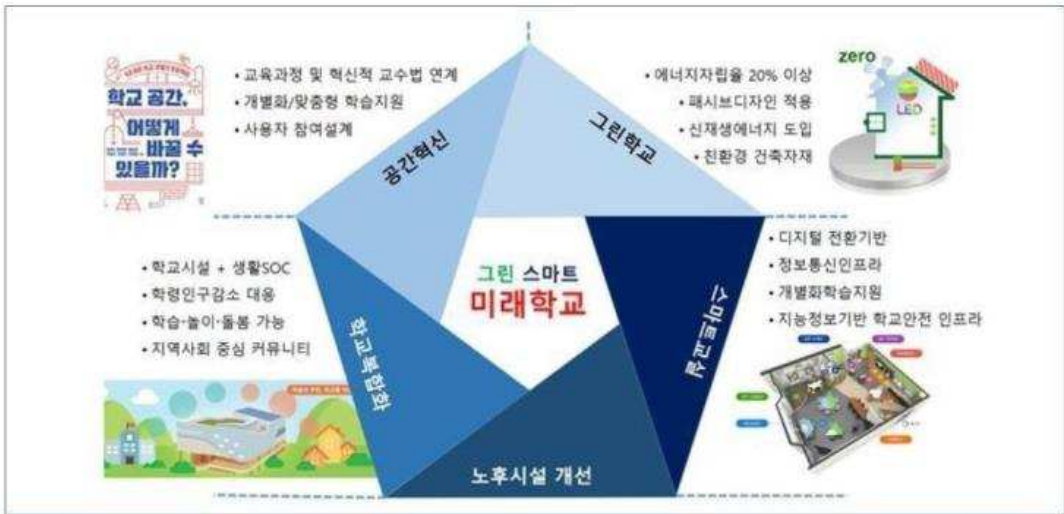 학교 공간,
어떻게
바꿀 수
있을까?
• 교육과정 및 혁신적 교수법 연계
• 개별화/맞춤형 학습지원
• 사용자 참여설계
공간혁신
그린학교
• 에너지자립율 20% 이상
• 패시브디자인 적용
• 신재생에너지 도입
• 친환경 건축자재
zero
LED
• 학교시설 + 생활SOC
• 학령인구감소 대응
• 학습·놀이·돌봄 가능
• 지역사회 중심 커뮤니티
학교복합화
그린 스마트
미래학교
스마트교실
• 디지털 전환기반
• 정보통신인프라
• 개별화학습지원
• 지능정보기반 학교안전 인프라
노후시설 개선